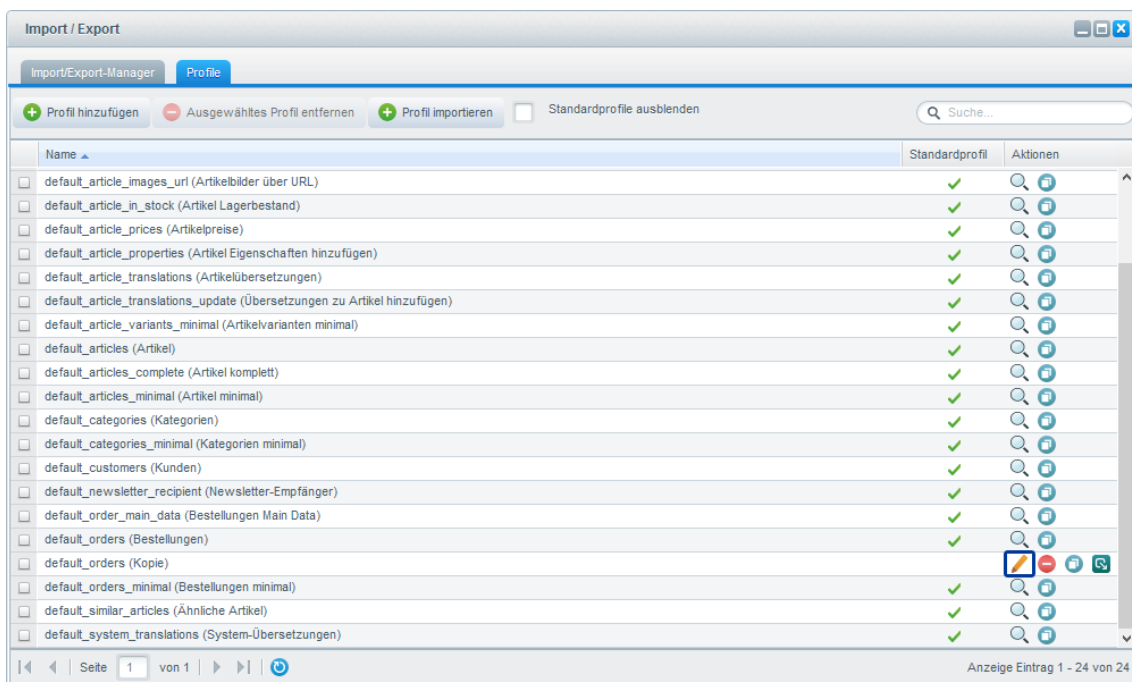 Import / Export
Import/Export-Manager Profile
Profil hinzufügen Ausgewähltes Profil entfernen Profil importieren Standardprofile ausblenden Suche...
Name Standardprofil Aktionen
default_article_images_url (Artikelbilder über URL)
default_article_in_stock (Artikel Lagerbestand)
default_article_prices (Artikelpreise)
default_article_properties (Artikel Eigenschaften hinzufügen)
default_article_translations (Artikelübersetzungen)
default_article_translations_update (Übersetzungen zu Artikel hinzufügen)
default_article_variants_minimal (Artikelvarianten minimal)
default_articles (Artikel)
default_articles_complete (Artikel komplett)
default_articles_minimal (Artikel minimal)
default_categories (Kategorien)
default_categories_minimal (Kategorien minimal)
default_customers (Kunden)
default_newsletter_recipient (Newsletter-Empfänger)
default_order_main_data (Bestellungen Main Data)
default_orders (Bestellungen)
default_orders (Kopie)
default_orders_minimal (Bestellungen minimal)
default_similar_articles (Ähnliche Artikel)
default_system_translations (System-Übersetzungen)
Seite 1 von 1 Anzeige Eintrag 1 - 24 von 24